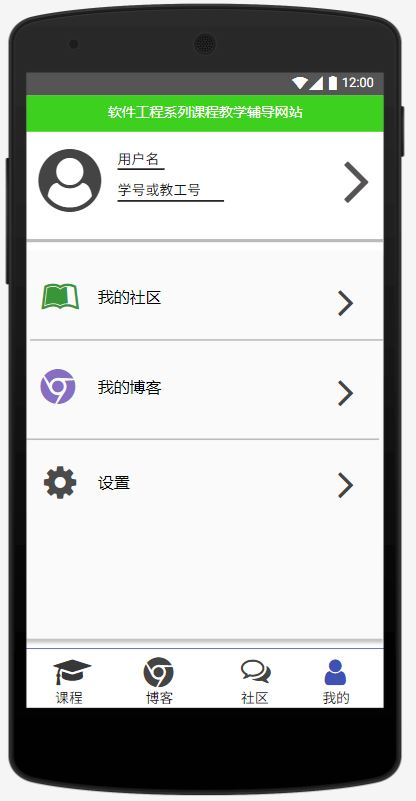 12:00
软件工程系列课程教学辅导网站
用户名
学号或教工号
我的社区
我的博客
设置
课程 博客 社区 我的